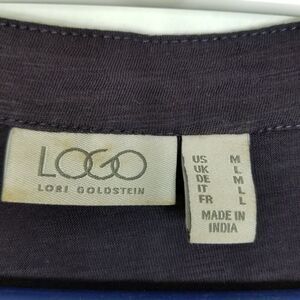 LOGO
LORI GOLDSTEIN
US M
UK L
DE M
IT L
FR L
MADE IN
INDIA